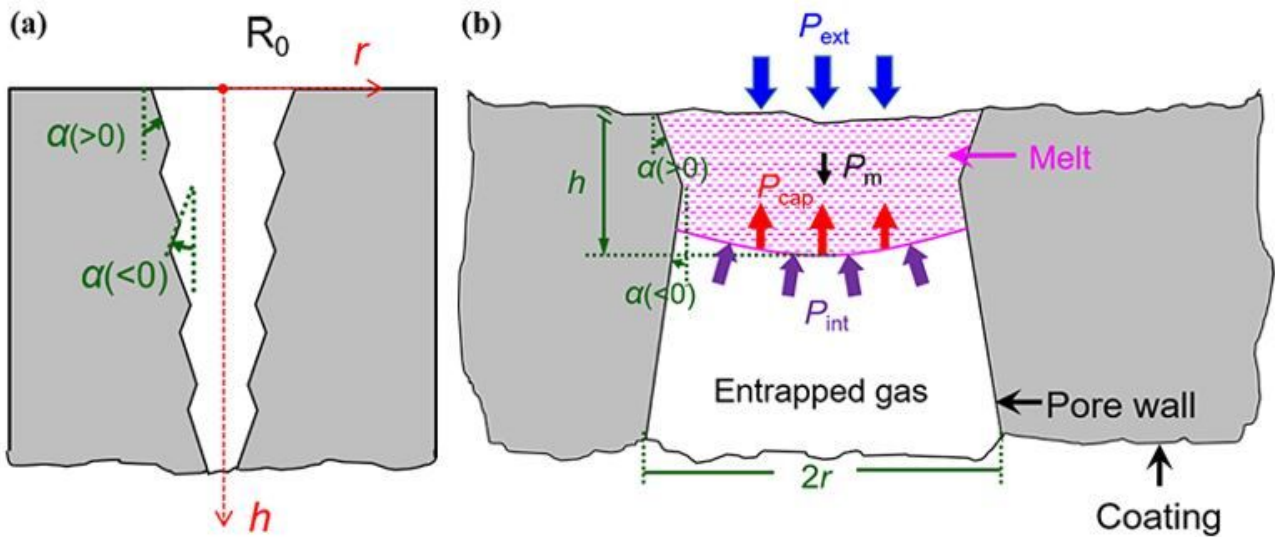 (a)
R0
r
α(>0)
α(<0)
h
(b)
Pext
Melt
α(>0)
h
Pm
Pcap
α(<0)
Pint
Entrapped gas
Pore wall
2r
Coating